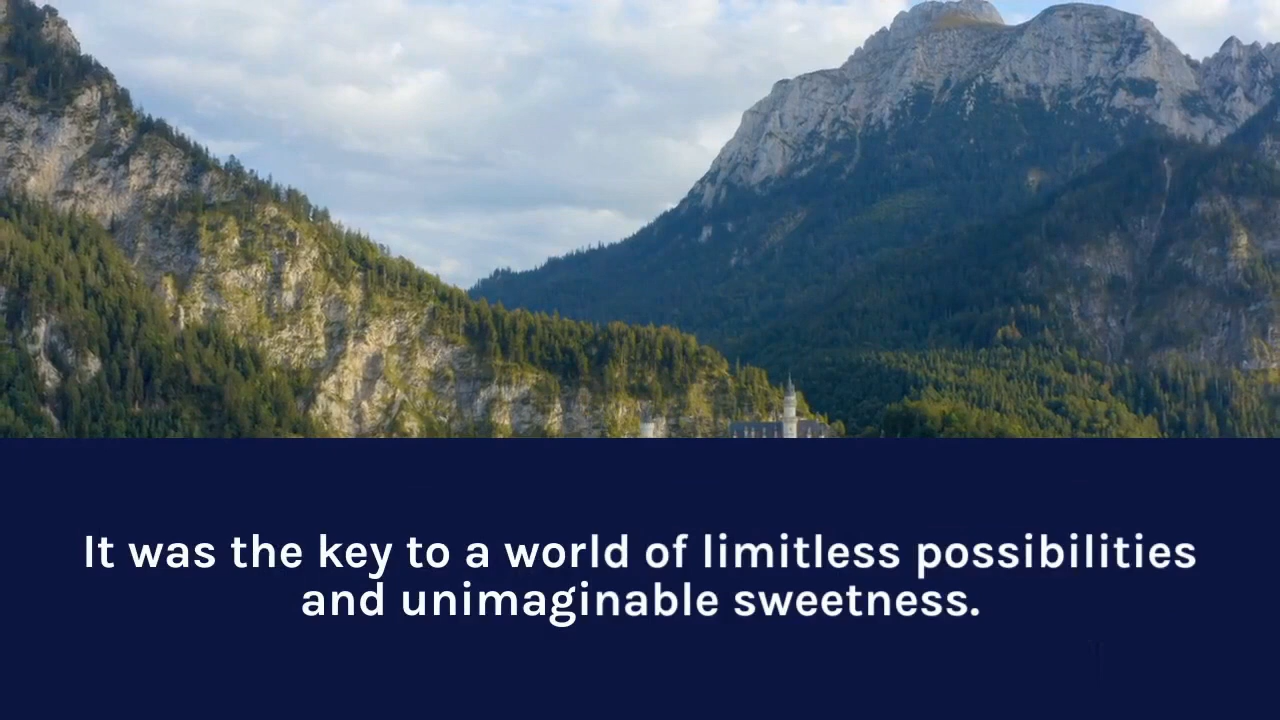 It was the key to a world of limitless possibilities
and unimaginable sweetness.